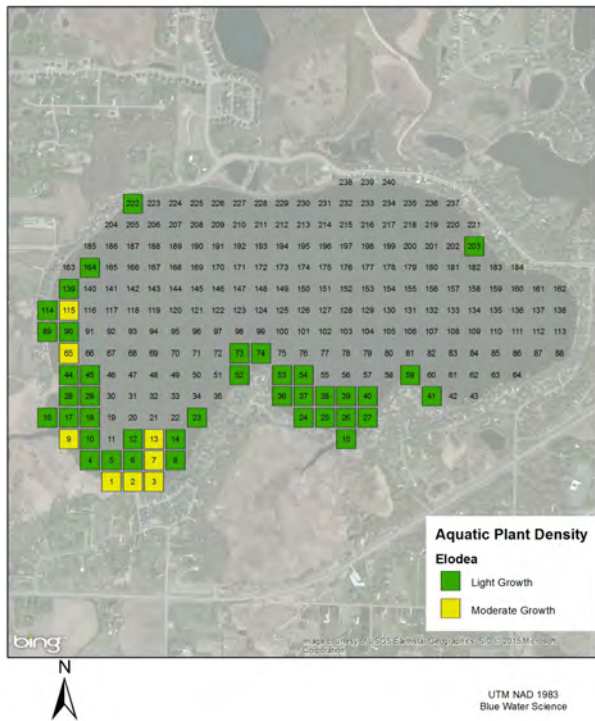 238 239 240
222 223 224 225 226 227 228 229 230 231 232 233 234 235 236 237
204 205 206 207 208 209 210 211 212 213 214 215 216 217 218 219 220 221
185 186 187 188 189 190 191 192 193 194 195 196 197 198 199 200 201 202 203
163 164 165 166 167 168 169 170 171 172 173 174 175 176 177 178 179 180 181 182 183 184
139 140 141 142 143 144 145 146 147 148 149 150 151 152 153 154 155 156 157 158 159 160 161 162
114 115 116 117 118 119 120 121 122 123 124 125 126 127 128 129 130 131 132 133 134 135 136 137 138
89 90 91 92 93 94 95 96 97 98 99 100 101 102 103 104 105 106 107 108 109 110 111 112 113
65 66 67 68 69 70 71 72 73 74 75 76 77 78 79 80 81 82 83 84 85 86 87 88
44 45 46 47 48 49 50 51 52 53 54 55 56 57 58 59 60 61 62 63 64
28 29 30 31 32 33 34 35 36 37 38 39 40 41 42 43
16 17 18 19 20 21 22 23 24 25 26 27
9 10 11 12 13 14 15
4 5 6 7 8
1 2 3
Aquatic Plant Density
Elodea
Light Growth
Moderate Growth
bing
Image courtesy of USGS Earthstar Geographics SIO © 2015 Microsoft
Corporation
N
UTM NAD 1983
Blue Water Science